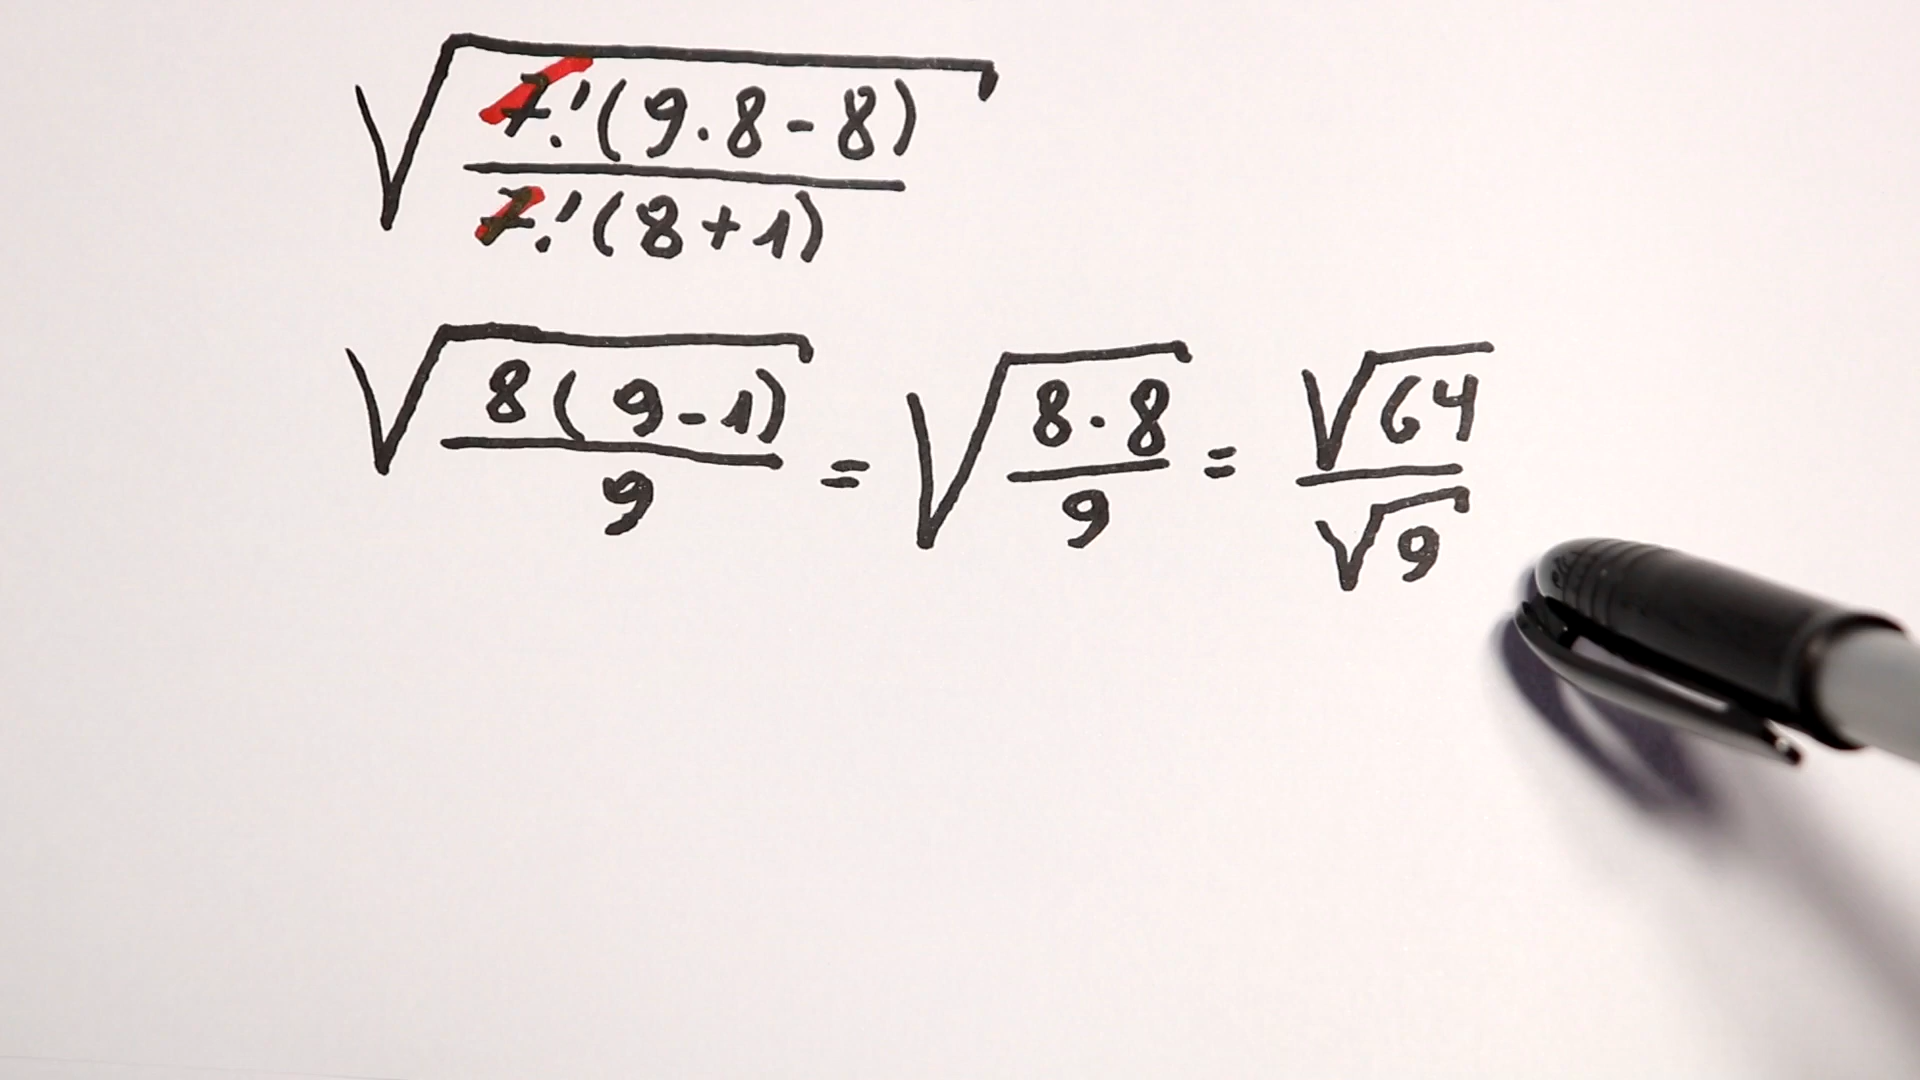 √(7!(9·8-8) / 7!(8+1))
√(8(9-1) / 9) = √(8·8 / 9) = √64 / √9